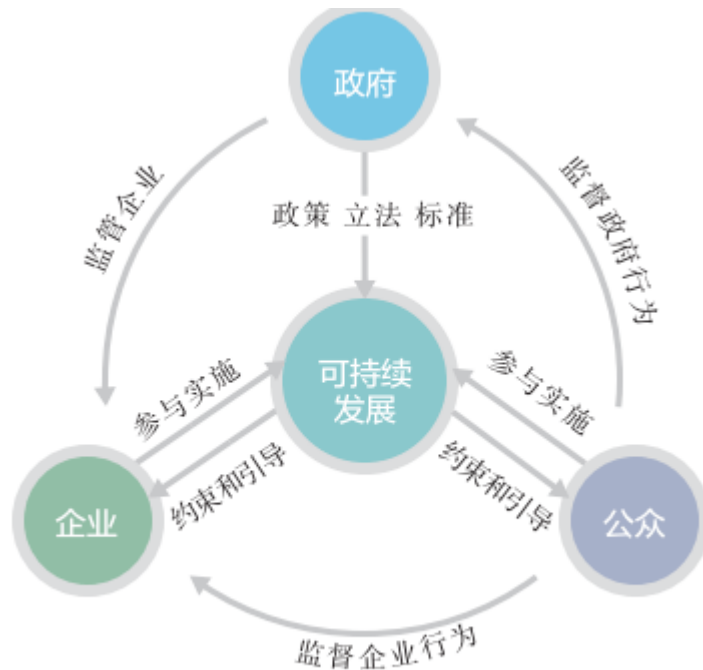 政府
监管企业
监督政府行为
政策 立法 标准
可持续
发展
参与实施
参与实施
约束和引导
约束和引导
企业
公众
监督企业行为